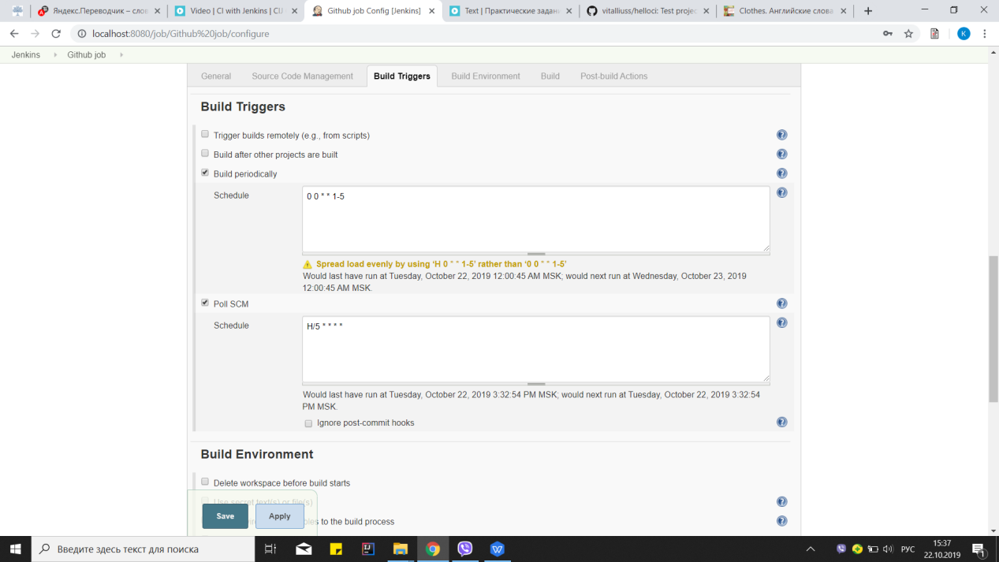 Яндекс.Переводчик – слов
Video | CI with Jenkins | CU
Github job Config [Jenkins]
Text | Практические задани
vitalliuss/helloci: Test projec
Clothes. Английские слова
localhost:8080/job/Github%20job/configure
K
Jenkins Github job
General Source Code Management Build Triggers Build Environment Build Post-build Actions
Build Triggers
Trigger builds remotely (e.g., from scripts)
Build after other projects are built
Build periodically
Schedule
0 0 * * 1-5
Spread load evenly by using ‘H 0 * * 1-5’ rather than ‘0 0 * * 1-5’
Would last have run at Tuesday, October 22, 2019 12:00:45 AM MSK; would next run at Wednesday, October 23, 2019
12:00:45 AM MSK.
Poll SCM
Schedule
H/5 * * * *
Would last have run at Tuesday, October 22, 2019 3:32:54 PM MSK; would next run at Tuesday, October 22, 2019 3:32:54
PM MSK.
Ignore post-commit hooks
Build Environment
Delete workspace before build starts
Use secret text(s) or file(s)
Save Apply
to the build process
Введите здесь текст для поиска
РУС
15:37
22.10.2019
1